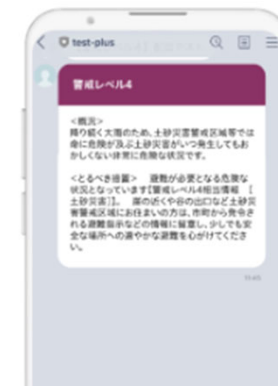 test-plus
警戒レベル4
<概況>
降り続く大雨のため、土砂災害警戒区域等では
命に危険が及ぶ土砂災害がいつ発生してもお
かしくない非常に危険な状況です。
<とるべき措置> 避難が必要となる危険な
状況となっています【警戒レベル4相当情報 [
土砂災害]】。 崖の近くや谷の出口など土砂災
害警戒区域にお住まいの方は、市町から発令さ
れる避難指示などの情報に留意し、少しでも安
全な場所への速やかな避難を心がけてくださ
い。